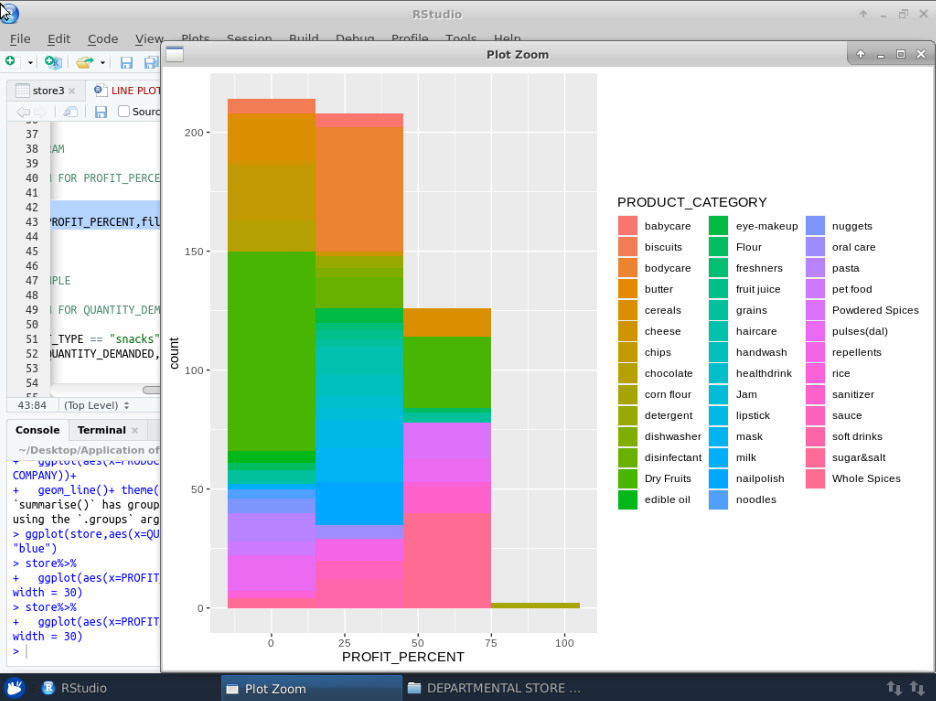 RStudio
File Edit Code View Plots Session Build Debug Profile Tools Help
Plot Zoom
store3 LINE PLOT
Sourc
37
38 RAM
39
40 FOR PROFIT_PERCE
41
42
43 PROFIT_PERCENT,fil
44
45
46
47 MPLE
48
49 FOR QUANTITY_DEM
50
51 T_TYPE == "snacks"
52 QUANTITY_DEMANDED,
53
54
43:84 (Top Level)
Console Terminal
~/Desktop/Application of
+ ggplot(aes(x=PRODUC
COMPANY))+
+ geom_line()+ theme(
`summarise()` has group
using the `.groups` arg
> ggplot(store,aes(x=QU
"blue")
> store%>%
+ ggplot(aes(x=PROFIT
width = 30)
> store%>%
+ ggplot(aes(x=PROFIT
width = 30)
>
count
200
150
100
50
0
0 25 50 75 100
PROFIT_PERCENT
PRODUCT_CATEGORY
babycare eye-makeup nuggets
biscuits Flour oral care
bodycare freshners pasta
butter fruit juice pet food
cereals grains Powdered Spices
cheese haircare pulses(dal)
chips handwash repellents
chocolate healthdrink rice
corn flour Jam sanitizer
detergent lipstick sauce
dishwasher mask soft drinks
disinfectant milk sugar&salt
Dry Fruits nailpolish Whole Spices
edible oil noodles
RStudio Plot Zoom DEPARTMENTAL STORE ...